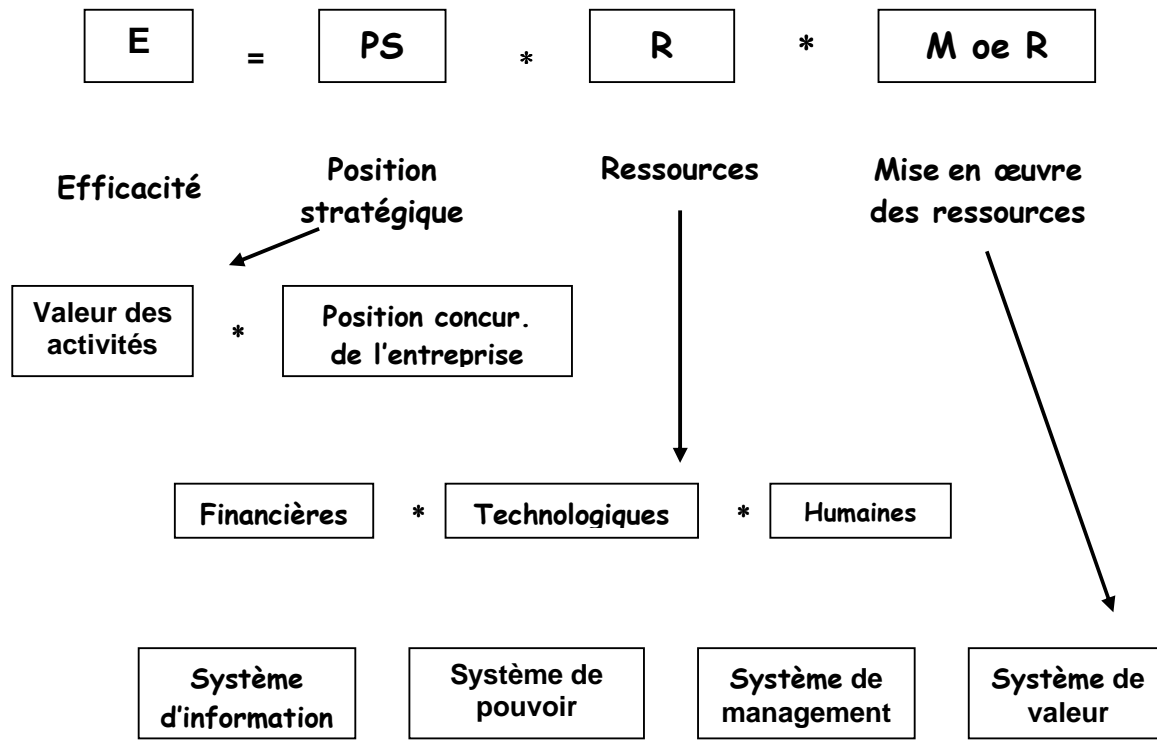 E = PS * R * M oe R
Efficacité
Position
stratégique
Ressources
Mise en œuvre
des ressources
Valeur des
activités
*
Position concur.
de l'entreprise
Financières * Technologiques * Humaines
Système
d'information
Système de
pouvoir
Système de
management
Système de
valeur